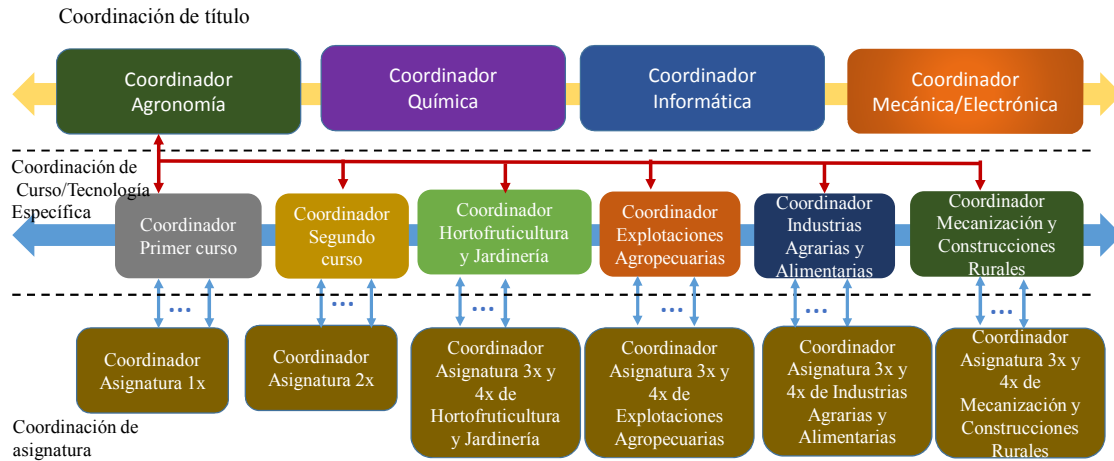 Coordinación de título
Coordinador
Agronomía
Coordinador
Química
Coordinador
Informática
Coordinador
Mecánica/Electrónica
Coordinación de
Curso/Tecnología
Específica
Coordinador
Primer curso
Coordinador
Segundo
curso
Coordinador
Hortofruticultura
y Jardinería
Coordinador
Explotaciones
Agropecuarias
Coordinador
Industrias
Agrarias y
Alimentarias
Coordinador
Mecanización y
Construcciones
Rurales
...
...
...
...
...
...
Coordinador
Asignatura 1x
Coordinador
Asignatura 2x
Coordinador
Asignatura 3x y
4x de
Hortofruticultura
y Jardinería
Coordinador
Asignatura 3x y
4x de
Explotaciones
Agropecuarias
Coordinador
Asignatura 3x y
4x de Industrias
Agrarias y
Alimentarias
Coordinador
Asignatura 3x y
4x de
Mecanización y
Construcciones
Rurales
Coordinación de
asignatura